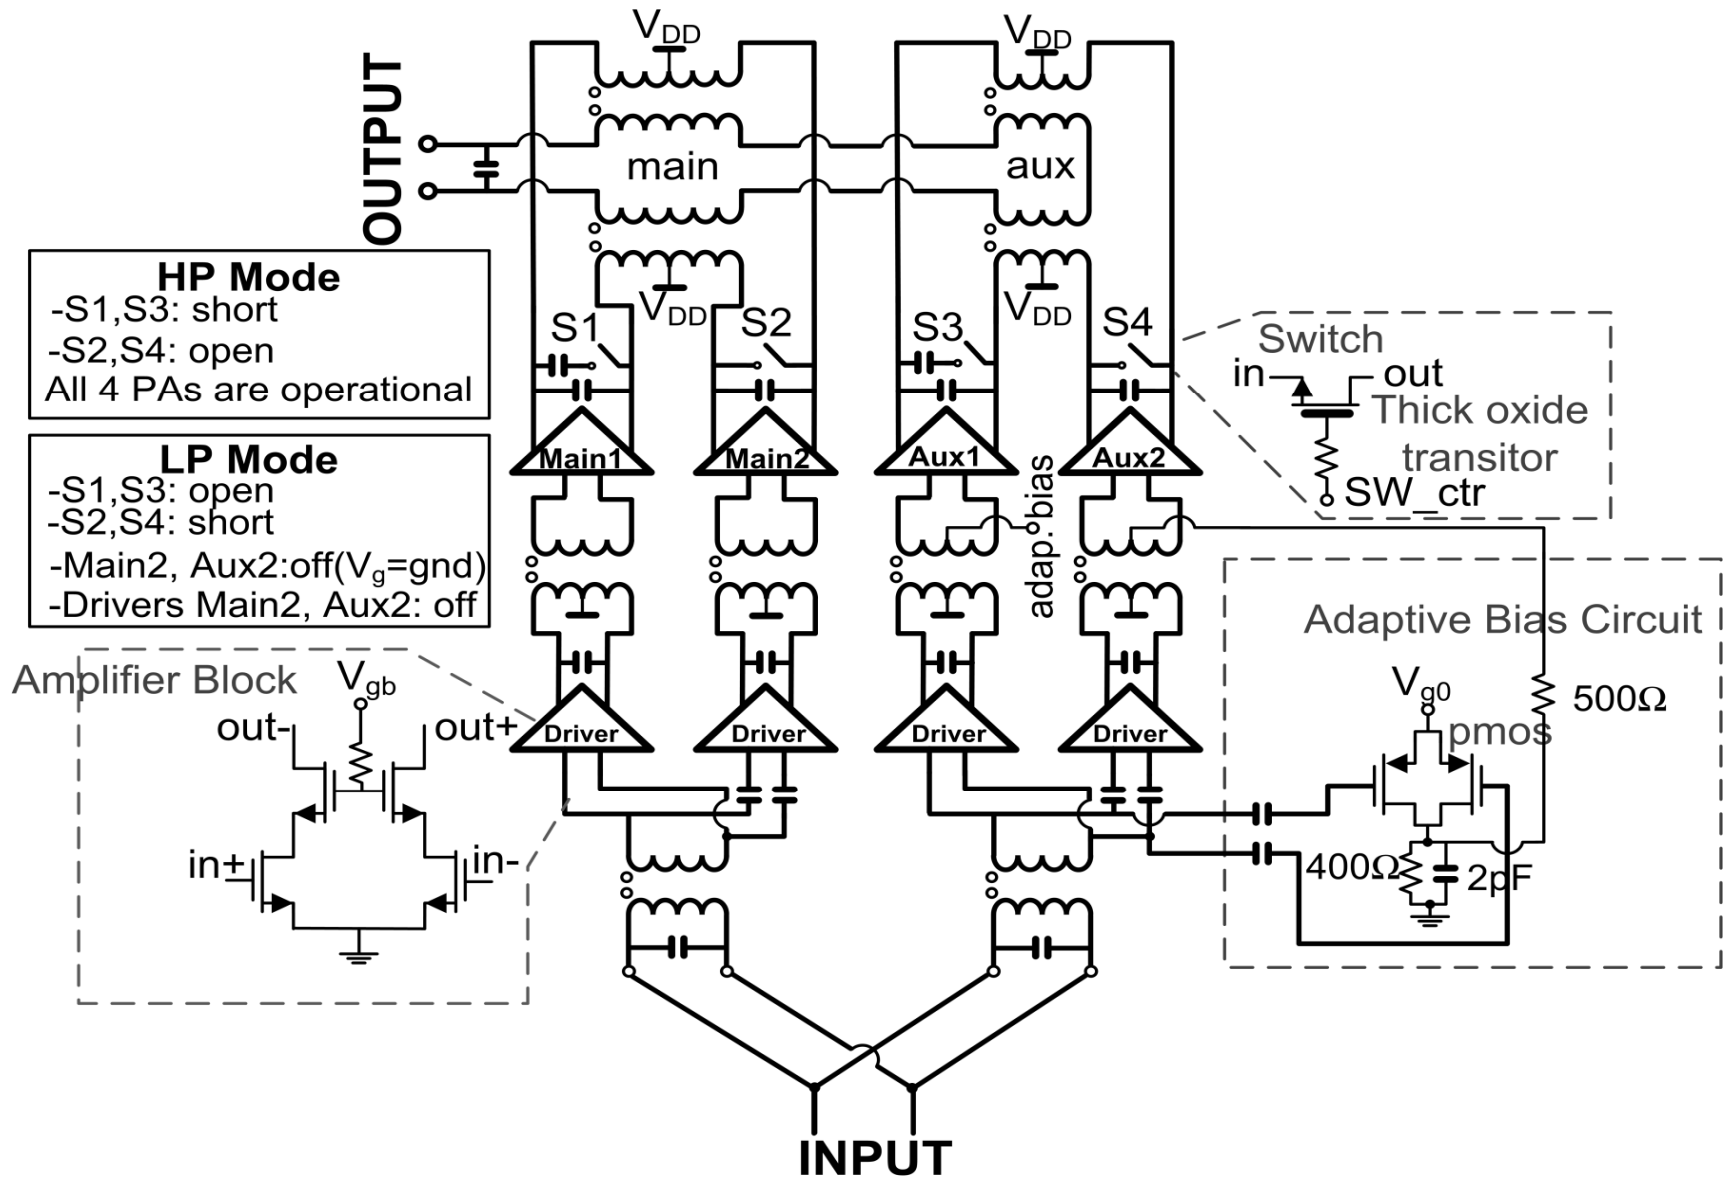 VDD
VDD
OUTPUT
main
aux
HP Mode
-S1,S3: short
-S2,S4: open
All 4 PAs are operational
VDD
VDD
S1
S2
S3
S4
Switch
in
out
Thick oxide
transitor
SW_ctr
LP Mode
-S1,S3: open
-S2,S4: short
-Main2, Aux2:off(Vg=gnd)
-Drivers Main2, Aux2: off
Main1
Main2
Aux1
Aux2
adap. bias
Adaptive Bias Circuit
Amplifier Block
Vgb
out-
out+
Driver
Driver
Driver
Driver
Vg0
pmos
500Ω
in+
in-
400Ω
2pF
INPUT